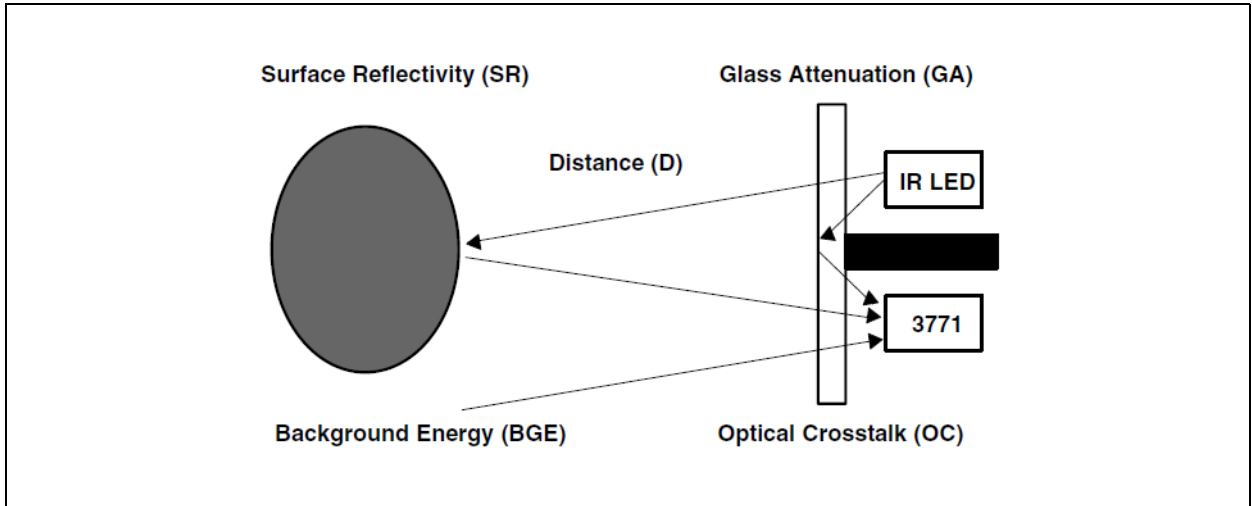 Surface Reflectivity (SR)
Glass Attenuation (GA)
Distance (D)
IR LED
3771
Background Energy (BGE)
Optical Crosstalk (OC)